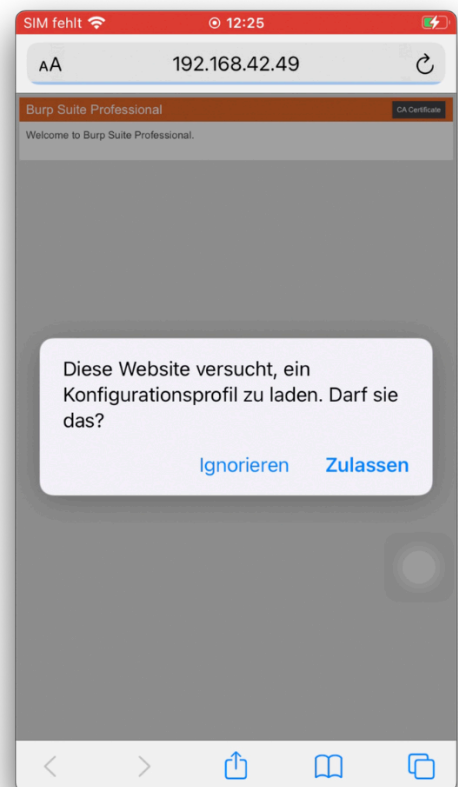 SIM fehlt 12:25
AA 192.168.42.49
Burp Suite Professional CA Certificate
Welcome to Burp Suite Professional.
Diese Website versucht, ein
Konfigurationsprofil zu laden. Darf sie
das?
Ignorieren Zulassen